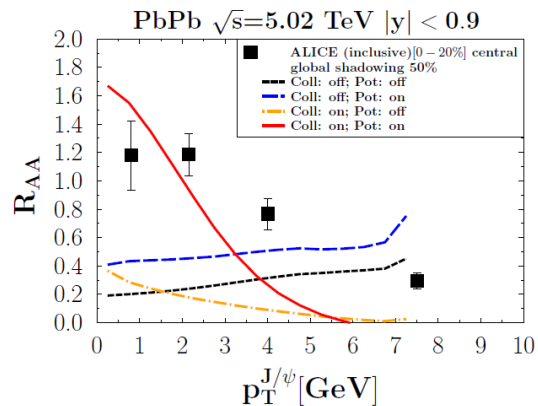 PbPb √s=5.02 TeV |y| < 0.9
ALICE (inclusive)[0 − 20%] central
global shadowing 50%
Coll: off; Pot: off
Coll: off; Pot: on
Coll: on; Pot: off
Coll: on; Pot: on
R_AA
2.0
1.8
1.6
1.4
1.2
1.0
0.8
0.6
0.4
0.2
0.0
0 1 2 3 4 5 6 7 8 9 10
p_T^{J/ψ}[GeV]